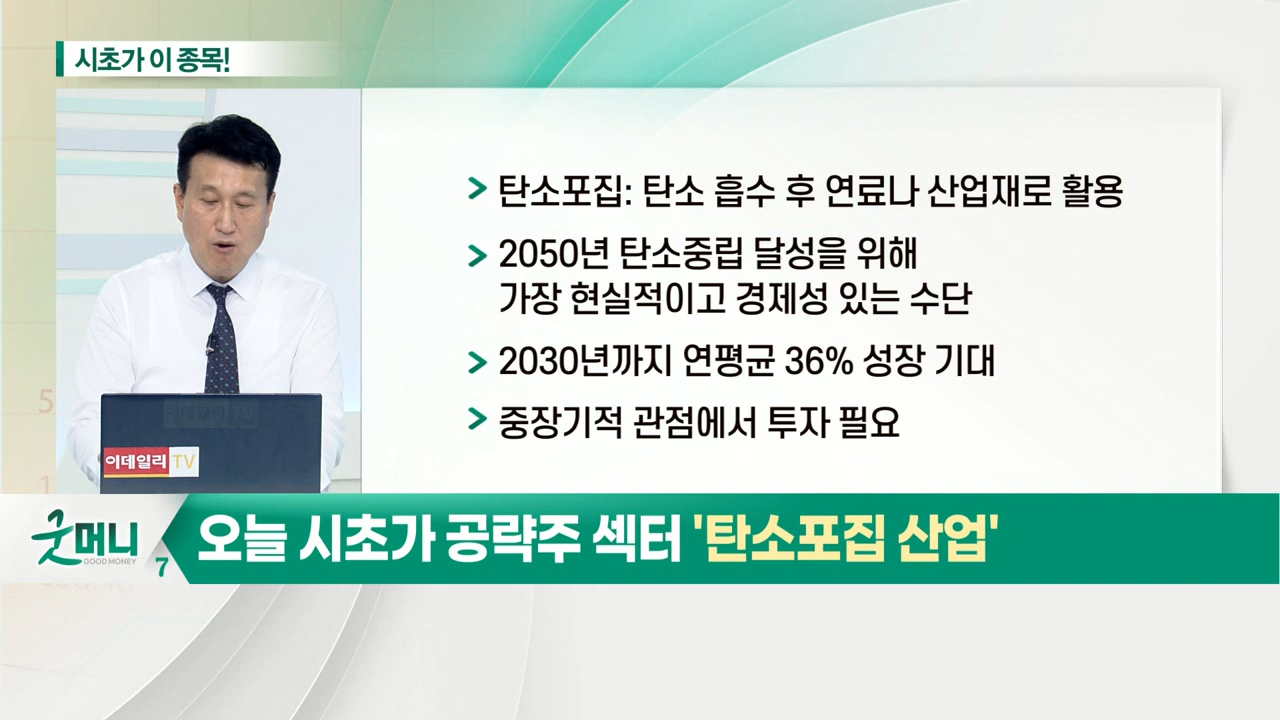 시초가 이 종목!
탄소포집: 탄소 흡수 후 연료나 산업재로 활용
2050년 탄소중립 달성을 위해
가장 현실적이고 경제성 있는 수단
2030년까지 연평균 36% 성장 기대
중장기적 관점에서 투자 필요
이데일리TV
이데일리 TV
굿머니
GOOD MONEY
7
오늘 시초가 공략주 섹터 '탄소포집 산업'